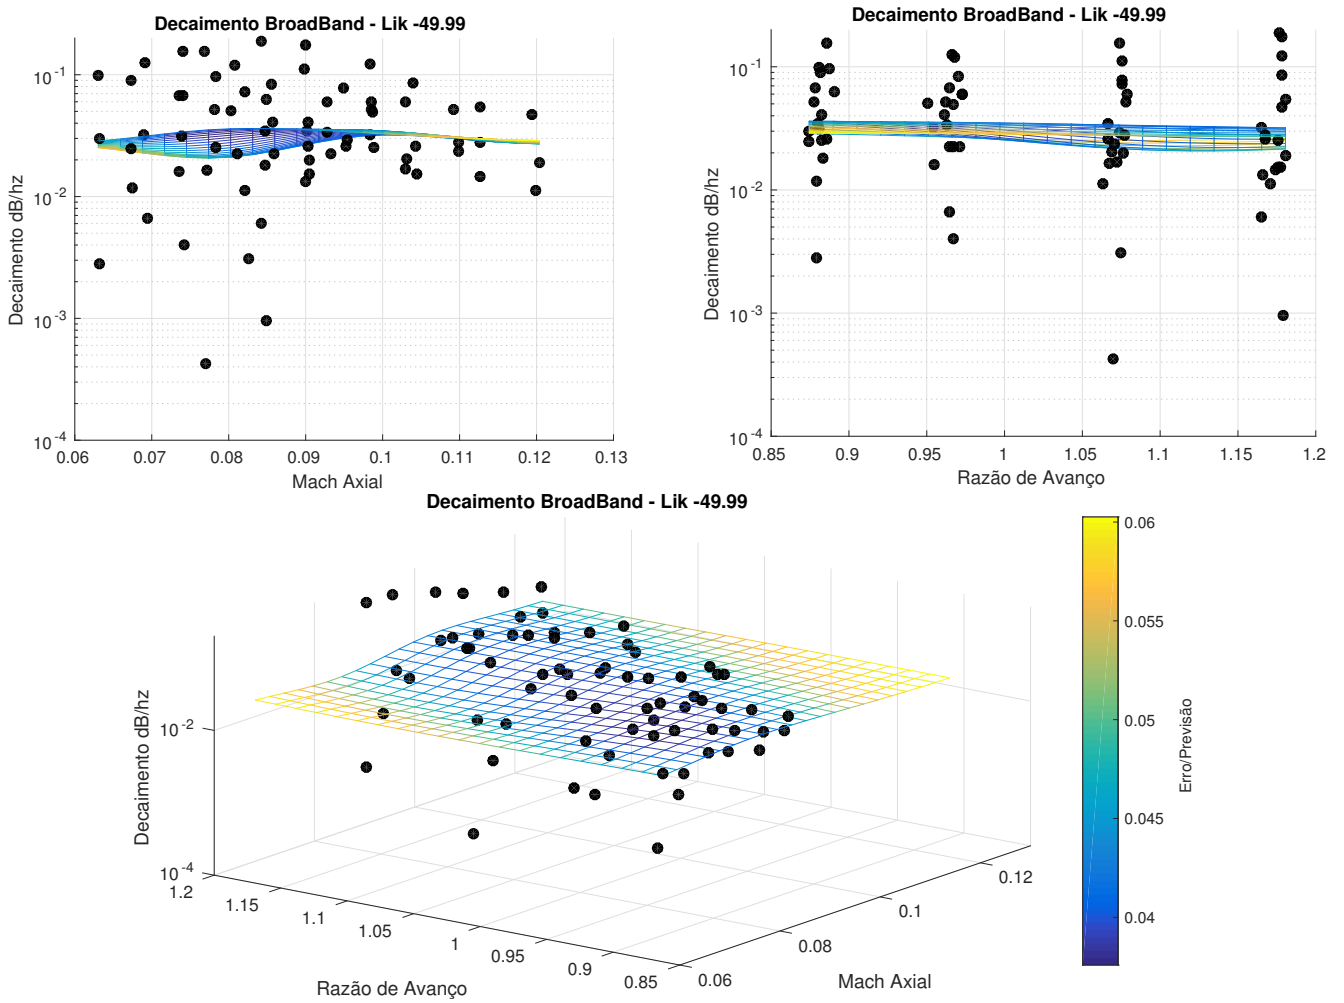 Decaimento BroadBand - Lik -49.99
Decaimento dB/hz
10^-1
10^-2
10^-3
10^-4
0.06 0.07 0.08 0.09 0.1 0.11 0.12 0.13
Mach Axial
Decaimento BroadBand - Lik -49.99
Decaimento dB/hz
10^-1
10^-2
10^-3
10^-4
0.85 0.9 0.95 1 1.05 1.1 1.15 1.2
Razão de Avanço
Decaimento BroadBand - Lik -49.99
Decaimento dB/hz
10^-2
10^-4
1.2 1.15 1.1 1.05 1 0.95 0.9 0.85
Razão de Avanço
0.06 0.08 0.1 0.12
Mach Axial
0.06
0.055
0.05
0.045
0.04
Erro/Previsão